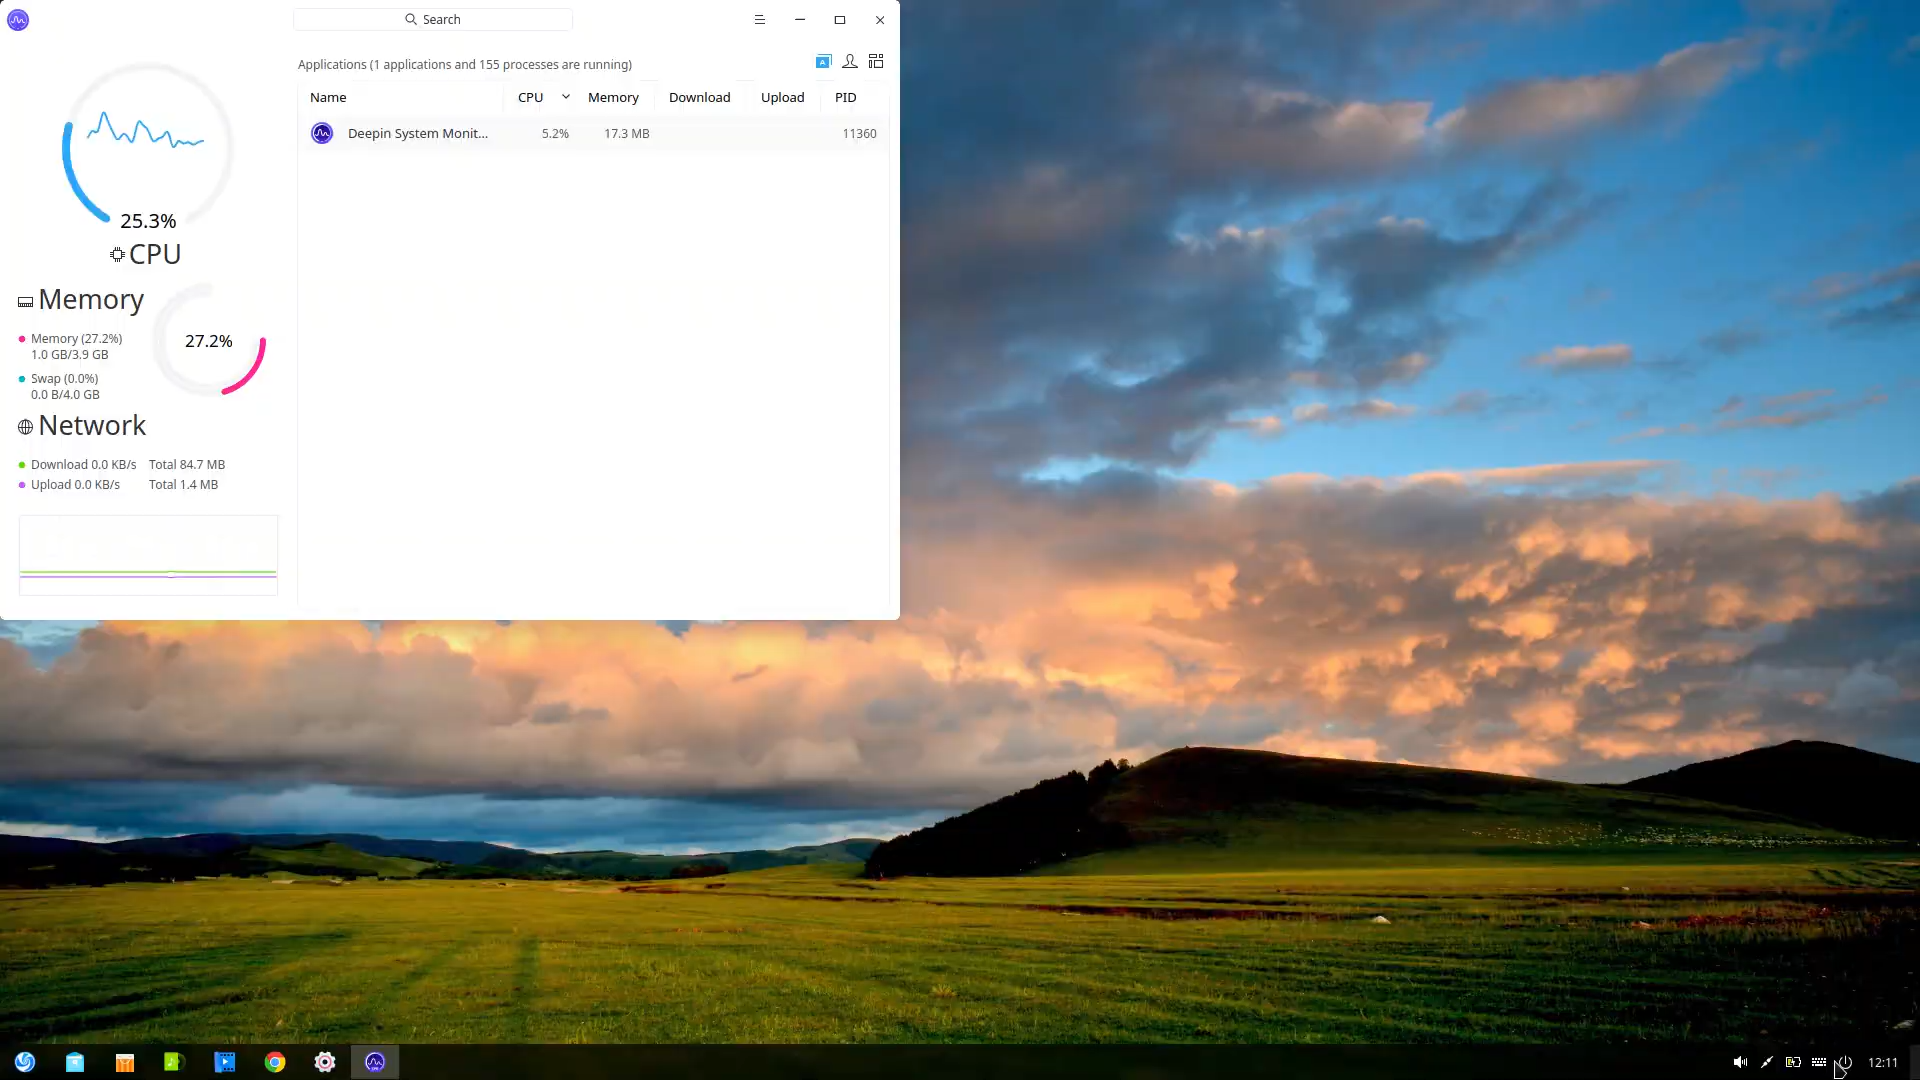 Search
Applications (1 applications and 155 processes are running)
Name CPU Memory Download Upload PID
Deepin System Monit... 5.2% 17.3 MB 11360
25.3%
CPU
Memory
Memory (27.2%)
1.0 GB/3.9 GB
27.2%
Swap (0.0%)
0.0 B/4.0 GB
Network
Download 0.0 KB/s Total 84.7 MB
Upload 0.0 KB/s Total 1.4 MB
12:11